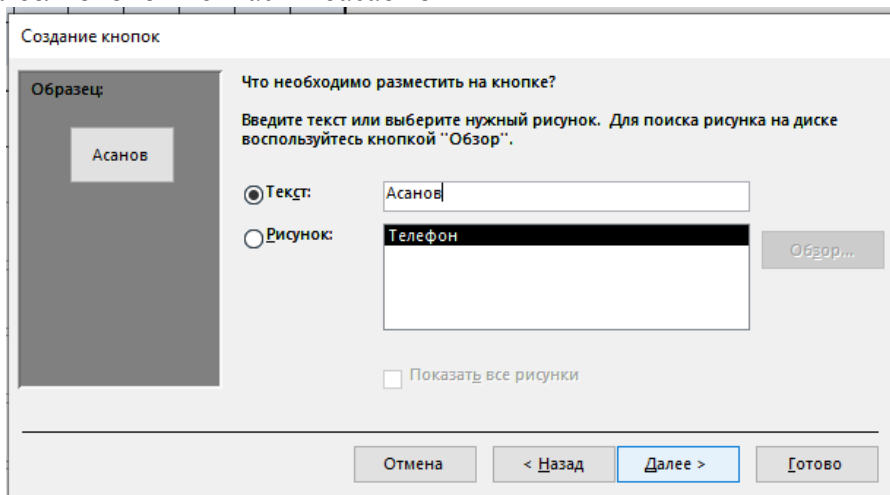 Создание кнопок
Образец:
Асанов
Что необходимо разместить на кнопке?
Введите текст или выберите нужный рисунок. Для поиска рисунка на диске
воспользуйтесь кнопкой "Обзор".
Текст:
Асанов
Рисунок:
Телефон
Обзор...
Показать все рисунки
Отмена
< Назад
Далее >
Готово